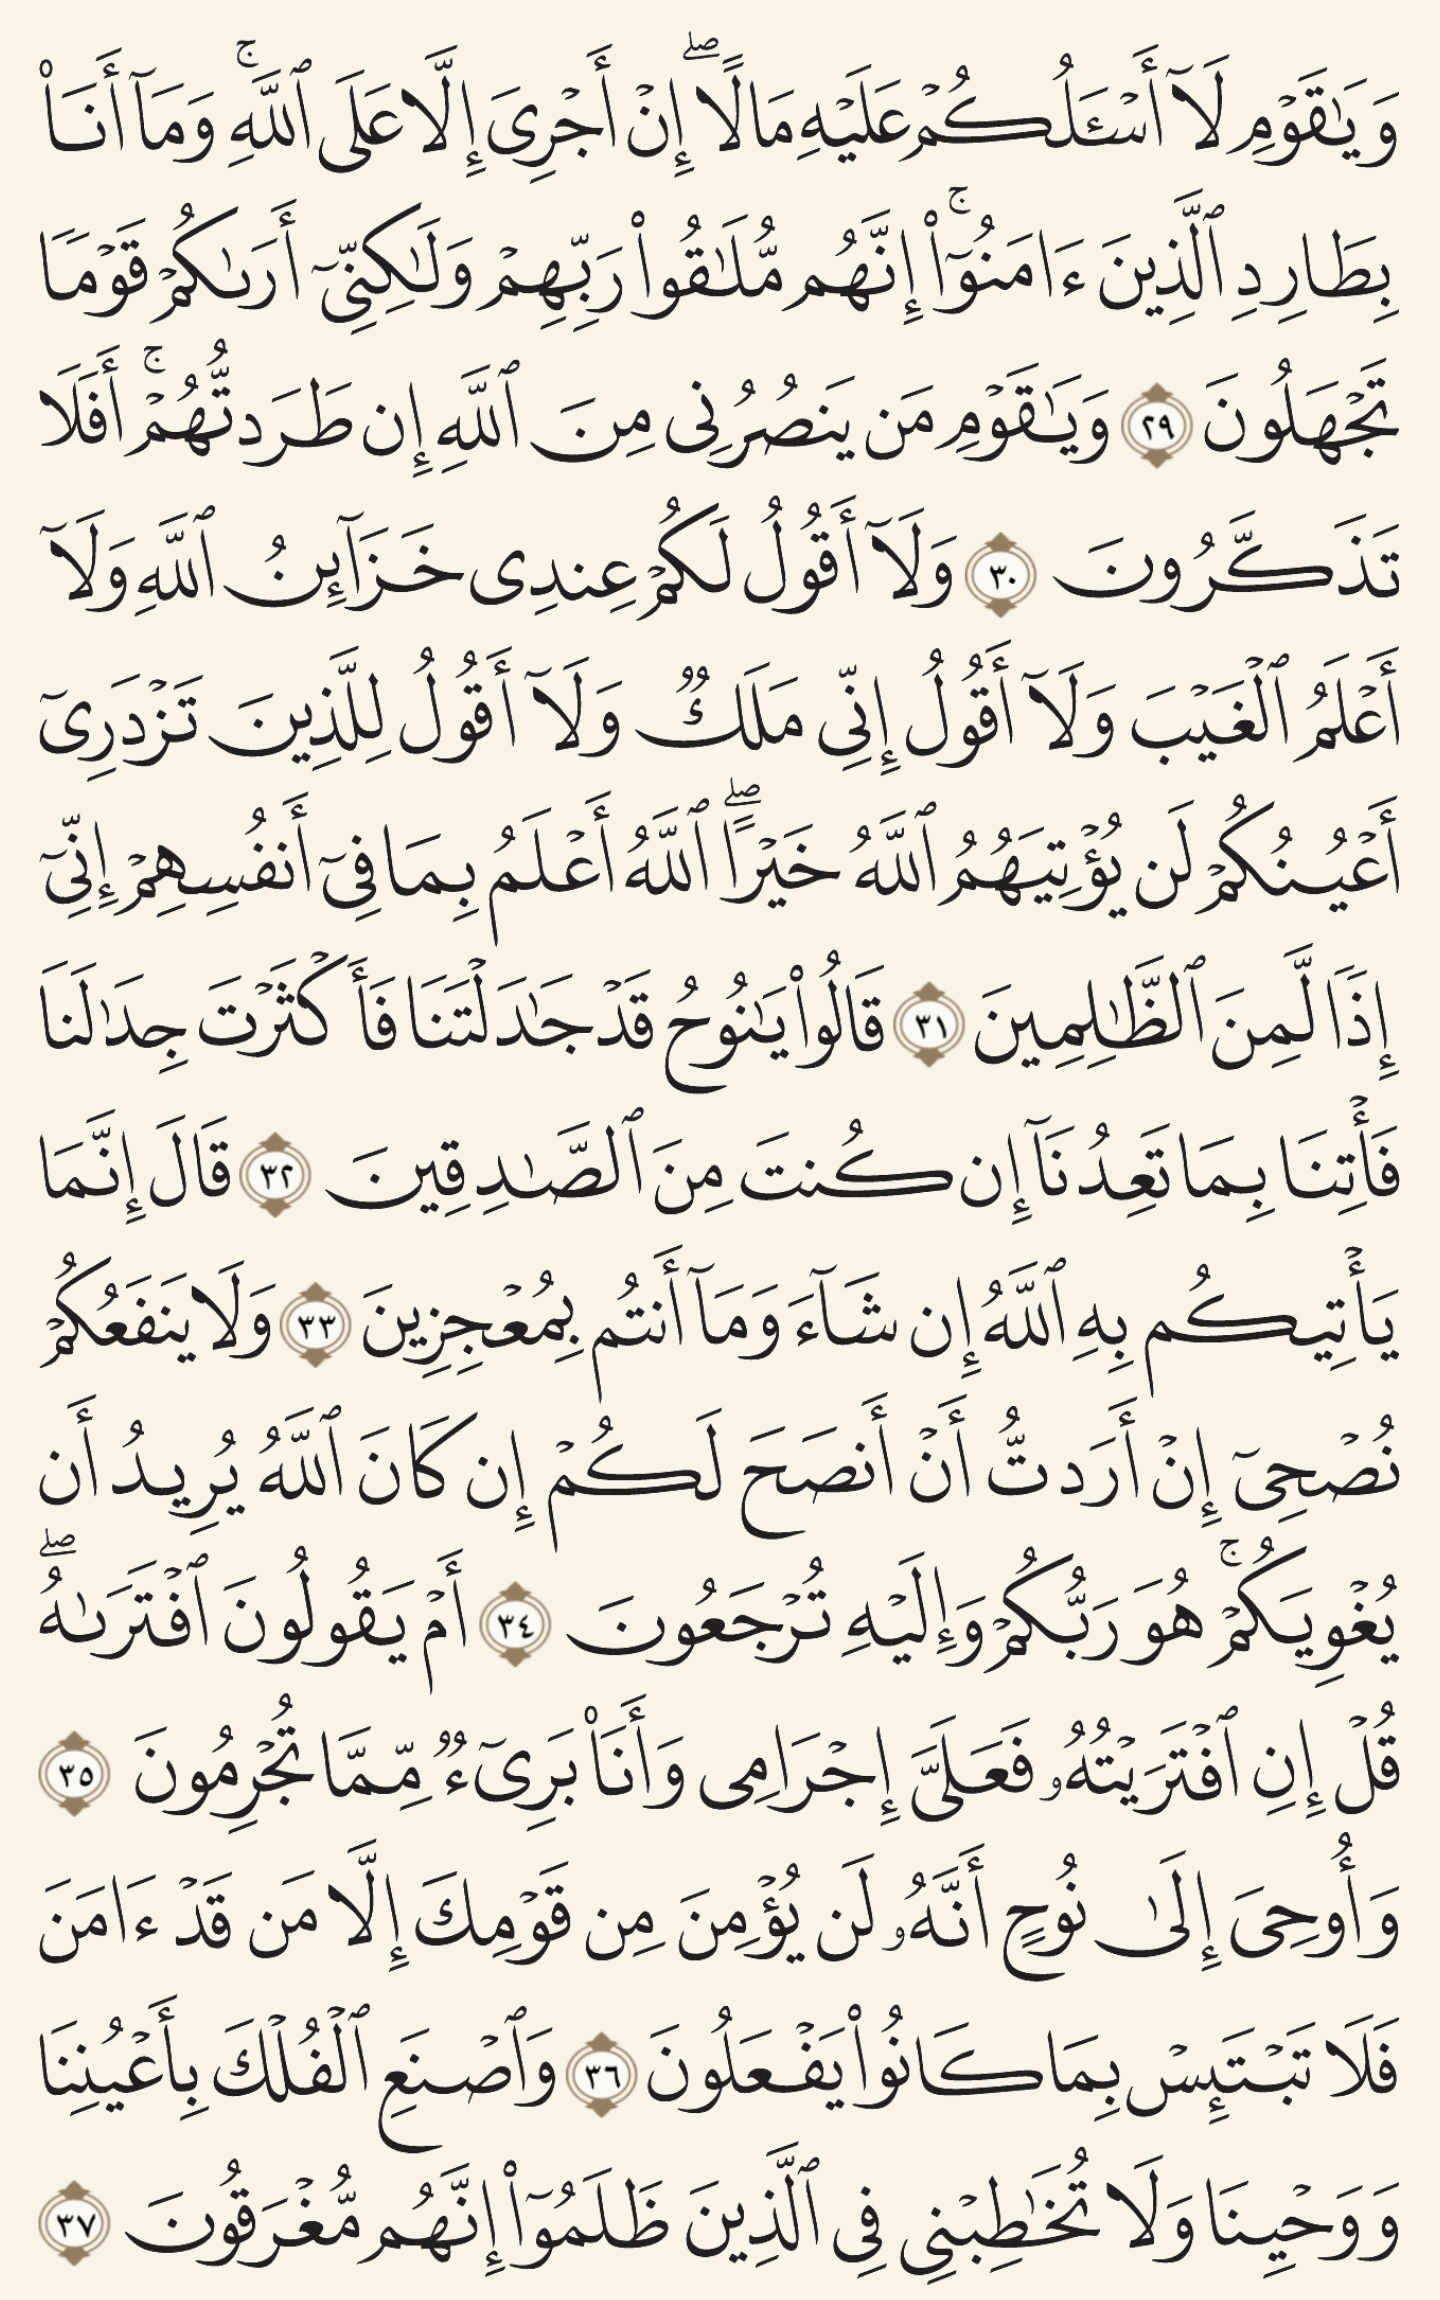 وَيَٰقَوْمِ لَآ أَسْـَٔلُكُمْ عَلَيْهِ مَالًا ۖ إِنْ أَجْرِىَ إِلَّا عَلَى ٱللَّهِ ۚ وَمَآ أَنَا۠
بِطَارِدِ ٱلَّذِينَ ءَامَنُوٓا۟ ۚ إِنَّهُم مُّلَٰقُوا۟ رَبِّهِمْ وَلَٰكِنِّىٓ أَرَىٰكُمْ قَوْمًا
تَجْهَلُونَ ٢٩ وَيَٰقَوْمِ مَن يَنصُرُنِى مِنَ ٱللَّهِ إِن طَرَدتُّهُمْ ۚ أَفَلَا
تَذَكَّرُونَ ٣٠ وَلَآ أَقُولُ لَكُمْ عِندِى خَزَآئِنُ ٱللَّهِ وَلَآ
أَعْلَمُ ٱلْغَيْبَ وَلَآ أَقُولُ إِنِّى مَلَكٌ وَلَآ أَقُولُ لِلَّذِينَ تَزْدَرِىٓ
أَعْيُنُكُمْ لَن يُؤْتِيَهُمُ ٱللَّهُ خَيْرًا ۖ ٱللَّهُ أَعْلَمُ بِمَا فِىٓ أَنفُسِهِمْ إِنِّىٓ
إِذًا لَّمِنَ ٱلظَّٰلِمِينَ ٣١ قَالُوا۟ يَٰنُوحُ قَدْ جَٰدَلْتَنَا فَأَكْثَرْتَ جِدَٰلَنَا
فَأْتِنَا بِمَا تَعِدُنَآ إِن كُنتَ مِنَ ٱلصَّٰدِقِينَ ٣٢ قَالَ إِنَّمَا
يَأْتِيكُم بِهِ ٱللَّهُ إِن شَآءَ وَمَآ أَنتُم بِمُعْجِزِينَ ٣٣ وَلَا يَنفَعُكُمْ
نُصْحِىٓ إِنْ أَرَدتُّ أَنْ أَنصَحَ لَكُمْ إِن كَانَ ٱللَّهُ يُرِيدُ أَن
يُغْوِيَكُمْ ۚ هُوَ رَبُّكُمْ وَإِلَيْهِ تُرْجَعُونَ ٣٤ أَمْ يَقُولُونَ ٱفْتَرَىٰهُ ۖ
قُلْ إِنِ ٱفْتَرَيْتُهُۥ فَعَلَىَّ إِجْرَامِى وَأَنَا۠ بَرِىٓءٌ مِّمَّا تُجْرِمُونَ ٣٥
وَأُوحِىَ إِلَىٰ نُوحٍ أَنَّهُۥ لَن يُؤْمِنَ مِن قَوْمِكَ إِلَّا مَن قَدْ ءَامَنَ
فَلَا تَبْتَئِسْ بِمَا كَانُوا۟ يَفْعَلُونَ ٣٦ وَٱصْنَعِ ٱلْفُلْكَ بِأَعْيُنِنَا
وَوَحْيِنَا وَلَا تُخَٰطِبْنِى فِى ٱلَّذِينَ ظَلَمُوٓا۟ إِنَّهُم مُّغْرَقُونَ ٣٧